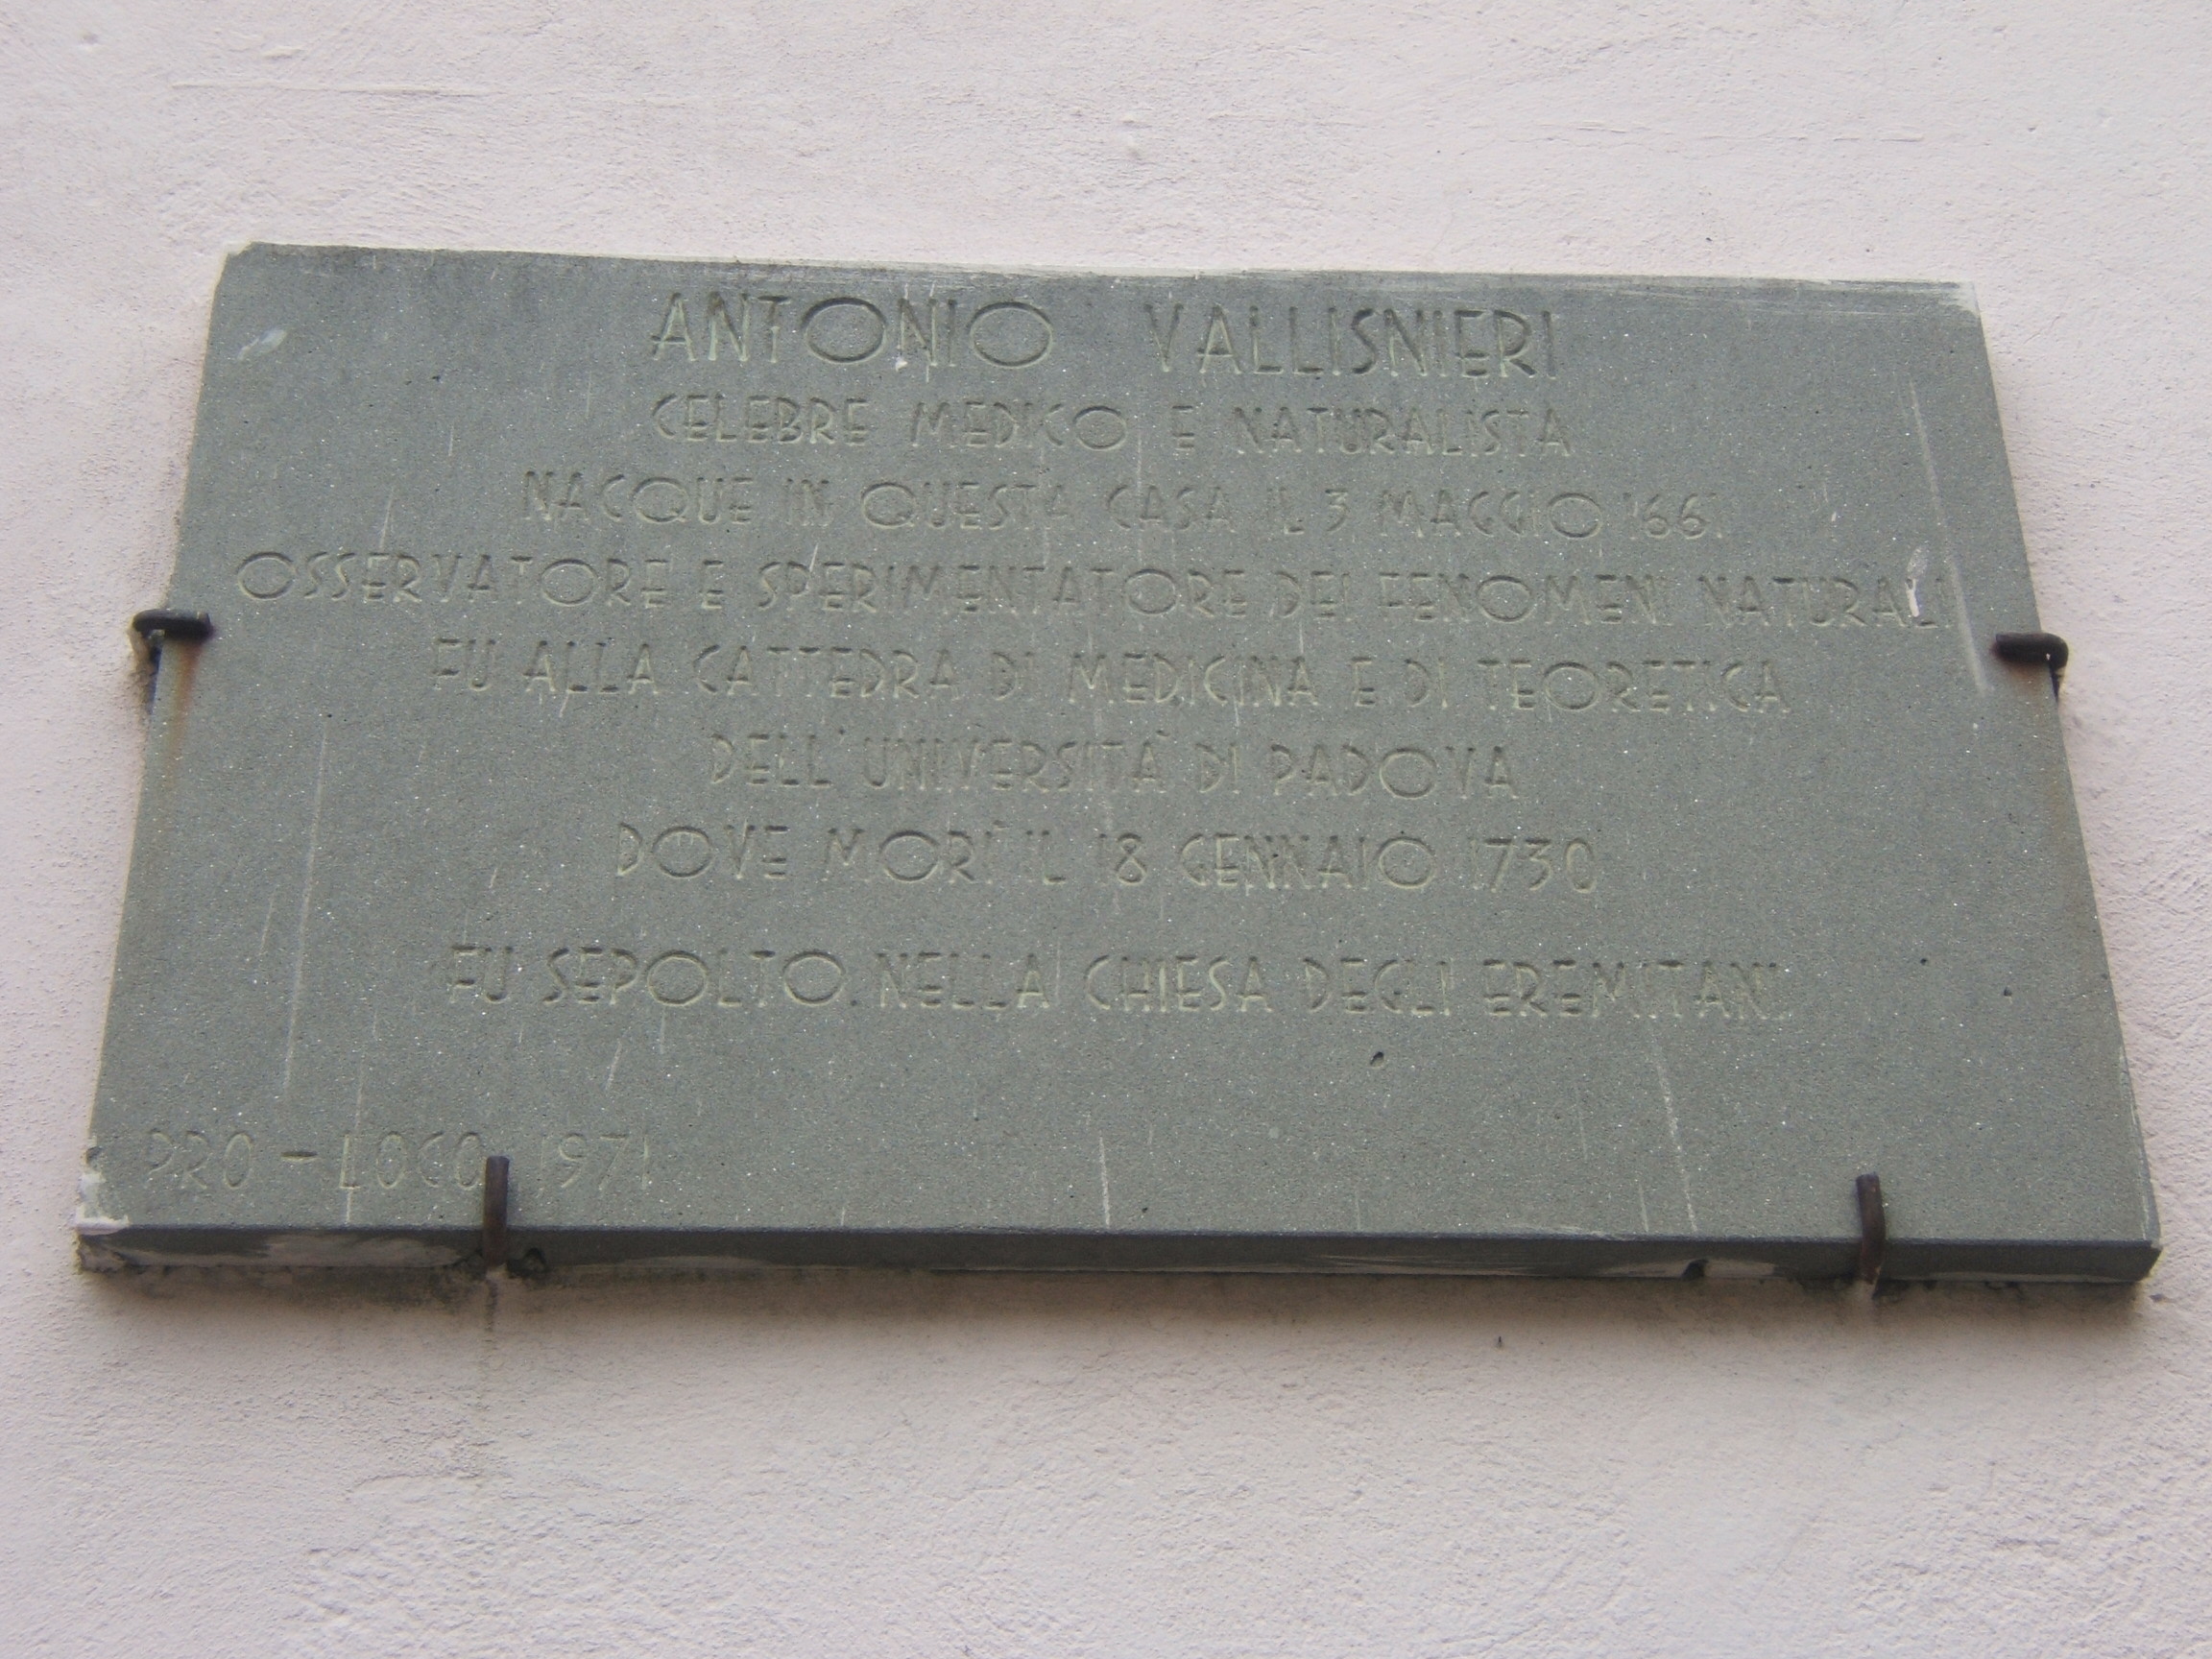 ANTONIO VALLISNIERI
CELEBRE MEDICO E NATURALISTA
NACQUE IN QUESTA CASA IL 3 MAGGIO 1661
OSSERVATORE E SPERIMENTATORE DEI FENOMENI NATURALI
FU ALLA CATTEDRA DI MEDICINA E DI TEORETICA
DELL'UNIVERSITÀ DI PADOVA
DOVE MORÌ IL 18 GENNAIO 1730
FU SEPOLTO NELLA CHIESA DEGLI EREMITANI
PRO-LOCO 1971